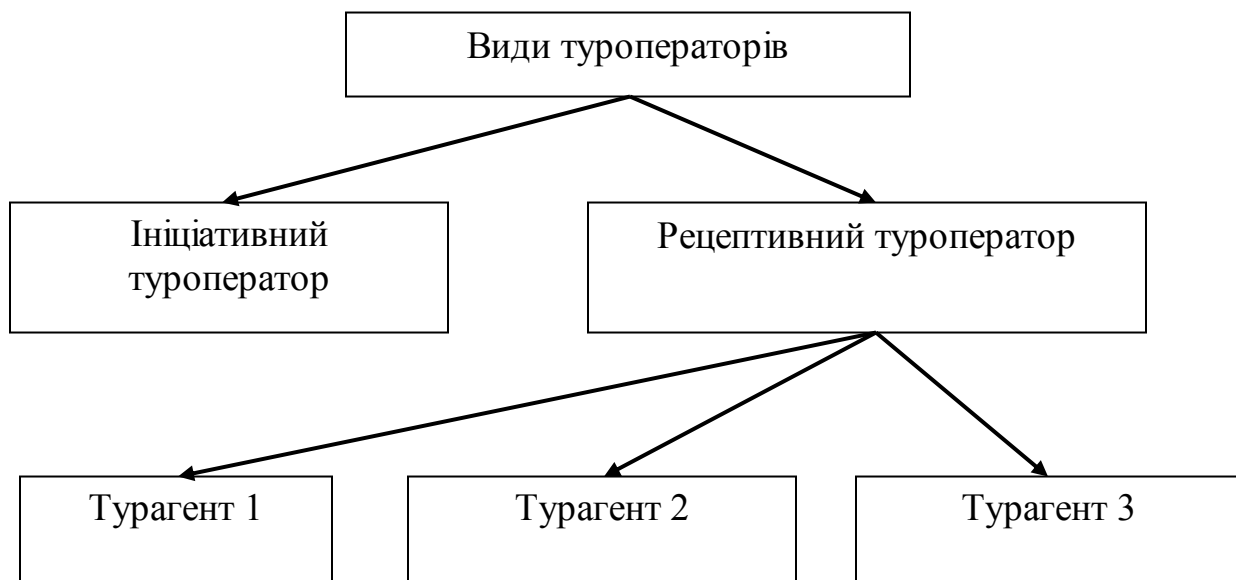 Види туроператорів
Ініціативний
туроператор
Рецептивний туроператор
Турагент 1
Турагент 2
Турагент 3